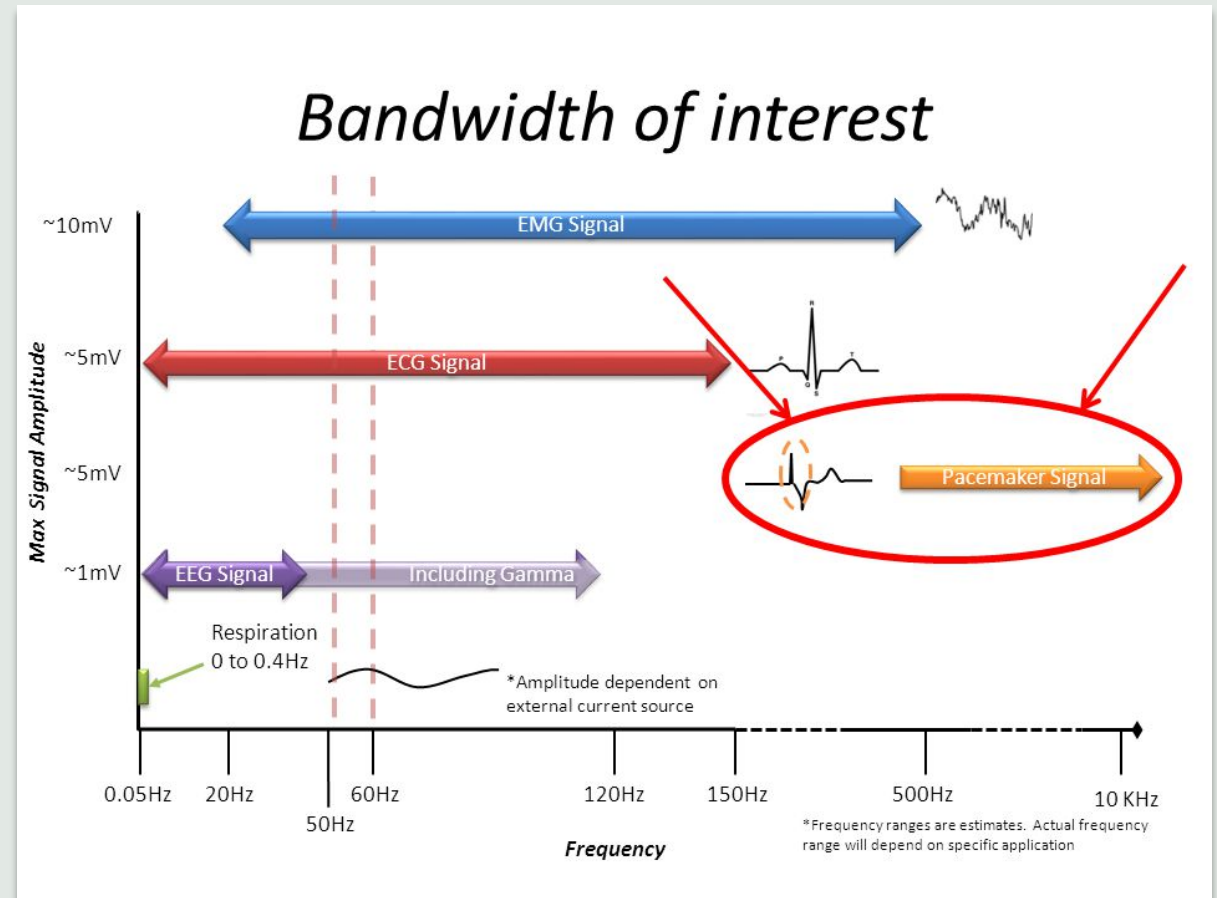 Bandwidth of interest
~10mV
EMG Signal
Max Signal Amplitude
~5mV
ECG Signal
P
R
Q
S
T
~5mV
Pacemaker Signal
~1mV
EEG Signal
Including Gamma
Respiration
0 to 0.4Hz
*Amplitude dependent on
external current source
0.05Hz
20Hz
50Hz
60Hz
120Hz
150Hz
500Hz
10 KHz
Frequency
*Frequency ranges are estimates. Actual frequency
range will depend on specific application